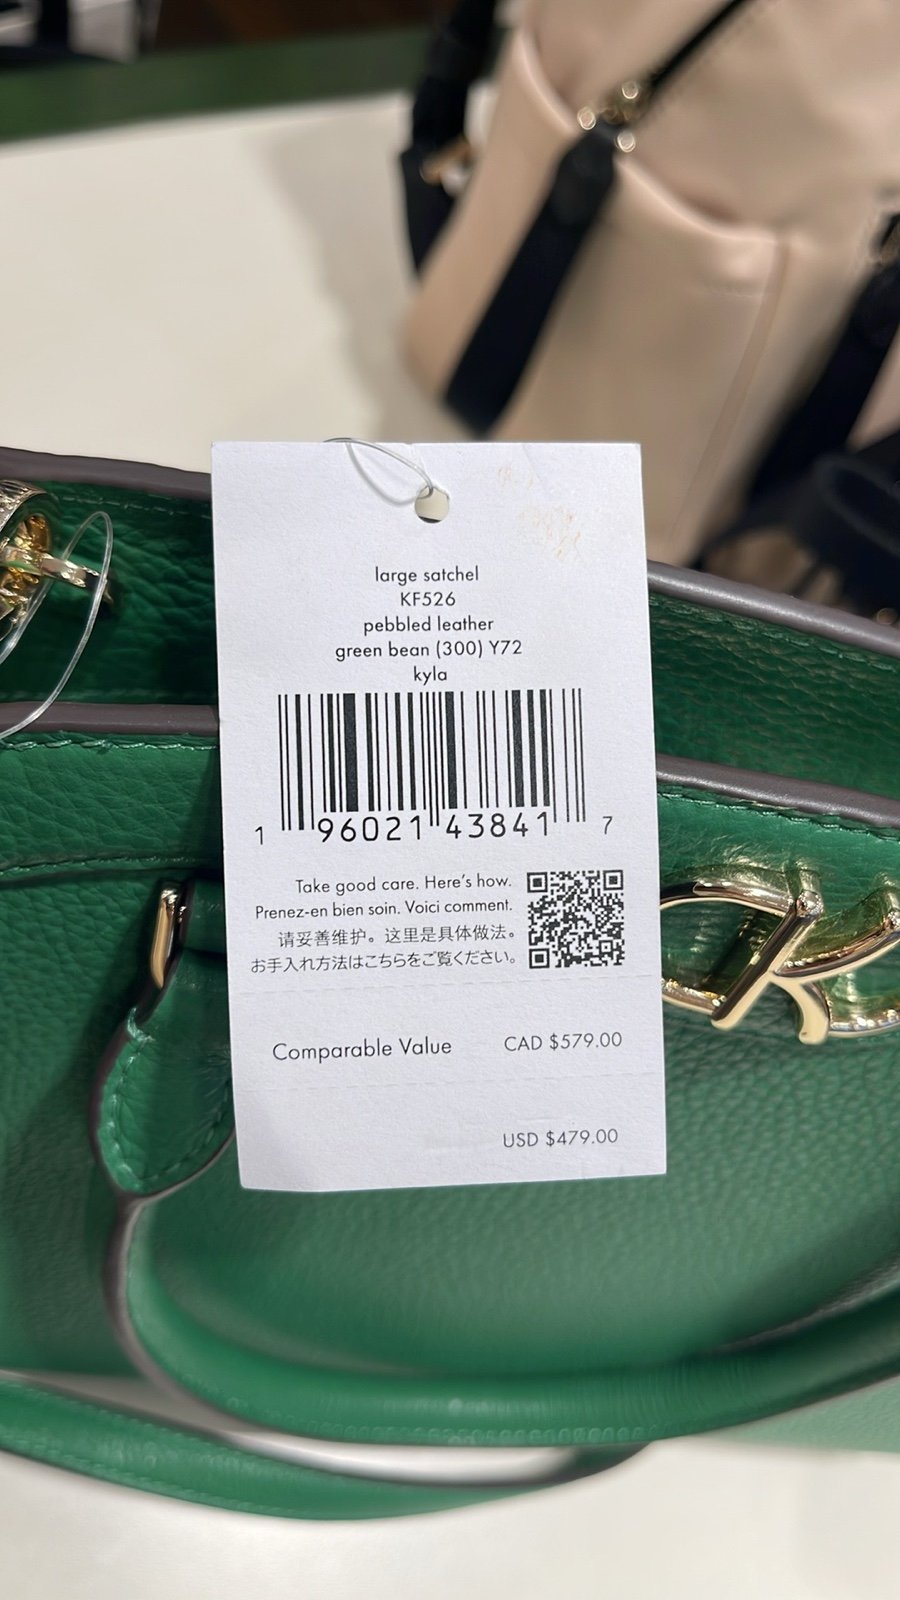 large satchel
KF526
pebbled leather
green bean (300) Y72
kyla
1 96021 43841 7
Take good care. Here's how.
Prenez-en bien soin. Voici comment.
请妥善维护。这里是具体做法。
お手入れ方法はこちらをご覧ください。
Comparable Value CAD $579.00
USD $479.00